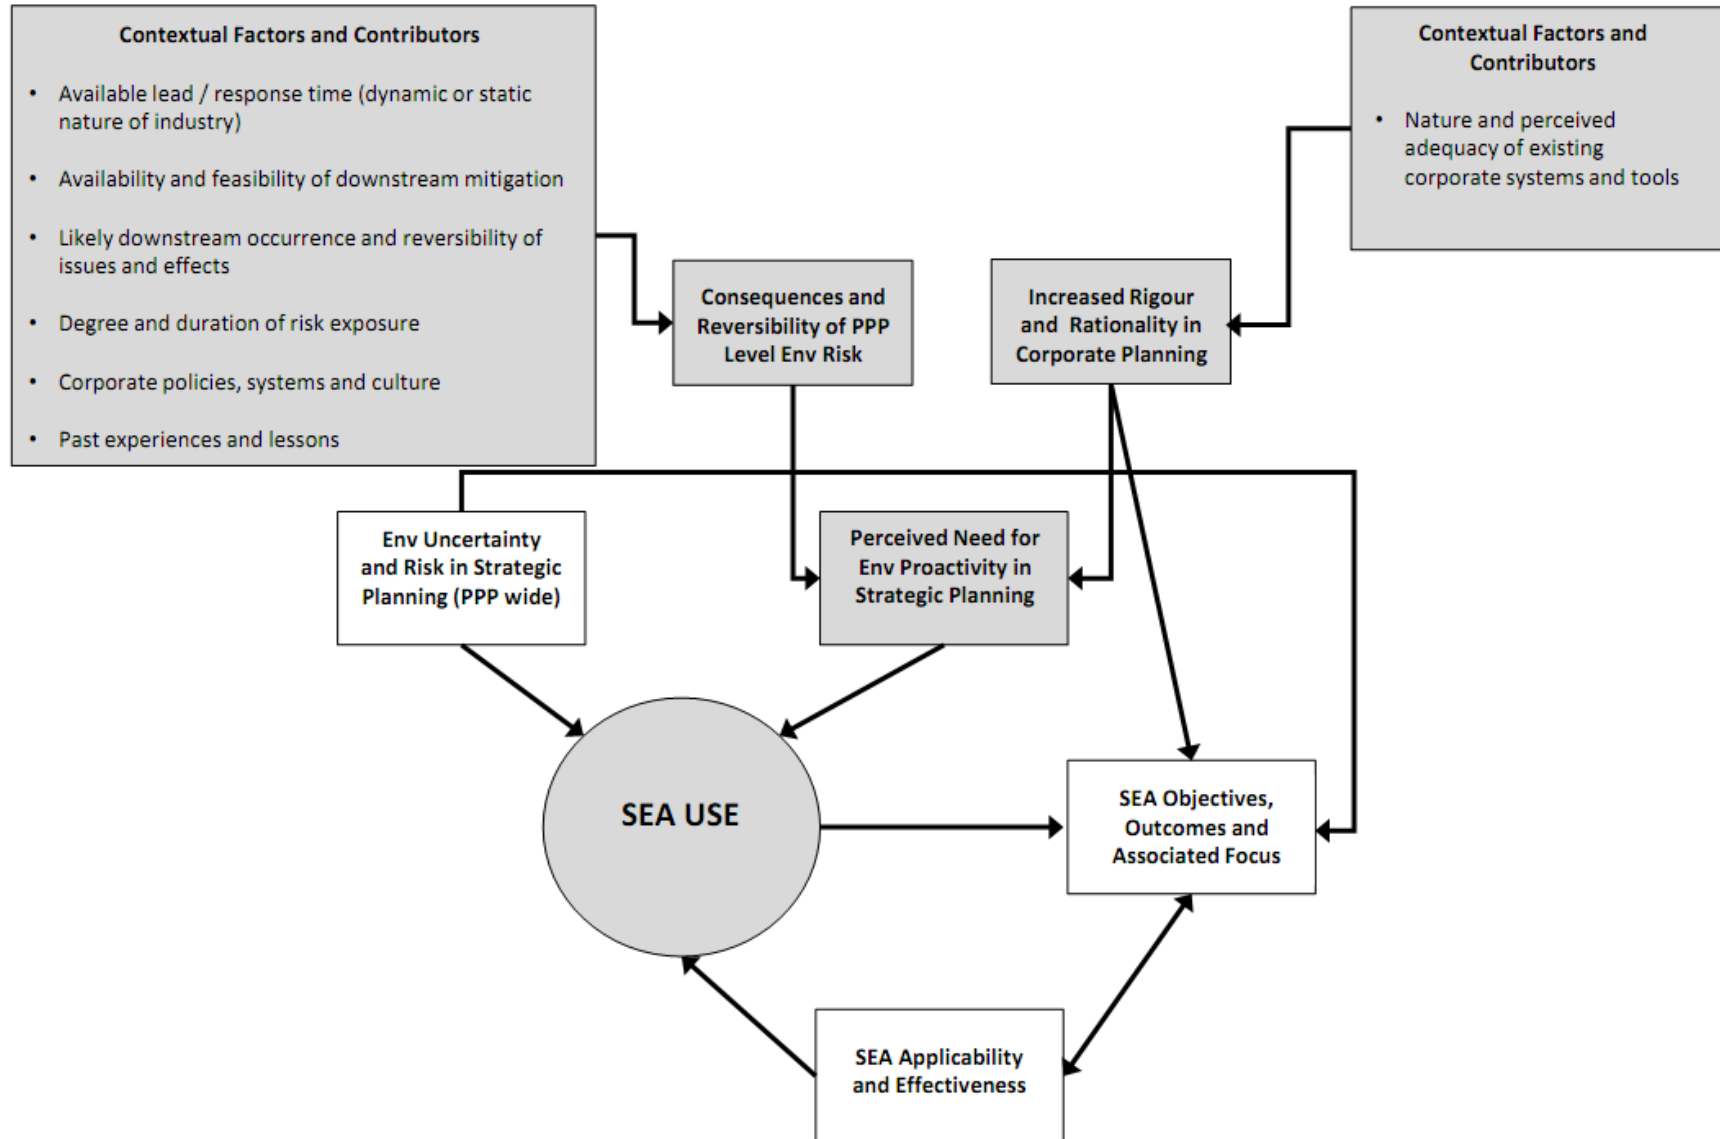 Contextual Factors and Contributors
• Available lead / response time (dynamic or static
nature of industry)
• Availability and feasibility of downstream mitigation
• Likely downstream occurrence and reversibility of
issues and effects
• Degree and duration of risk exposure
• Corporate policies, systems and culture
• Past experiences and lessons
Contextual Factors and
Contributors
• Nature and perceived
adequacy of existing
corporate systems and tools
Consequences and
Reversibility of PPP
Level Env Risk
Increased Rigour
and Rationality in
Corporate Planning
Env Uncertainty
and Risk in Strategic
Planning (PPP wide)
Perceived Need for
Env Proactivity in
Strategic Planning
SEA USE
SEA Objectives,
Outcomes and
Associated Focus
SEA Applicability
and Effectiveness